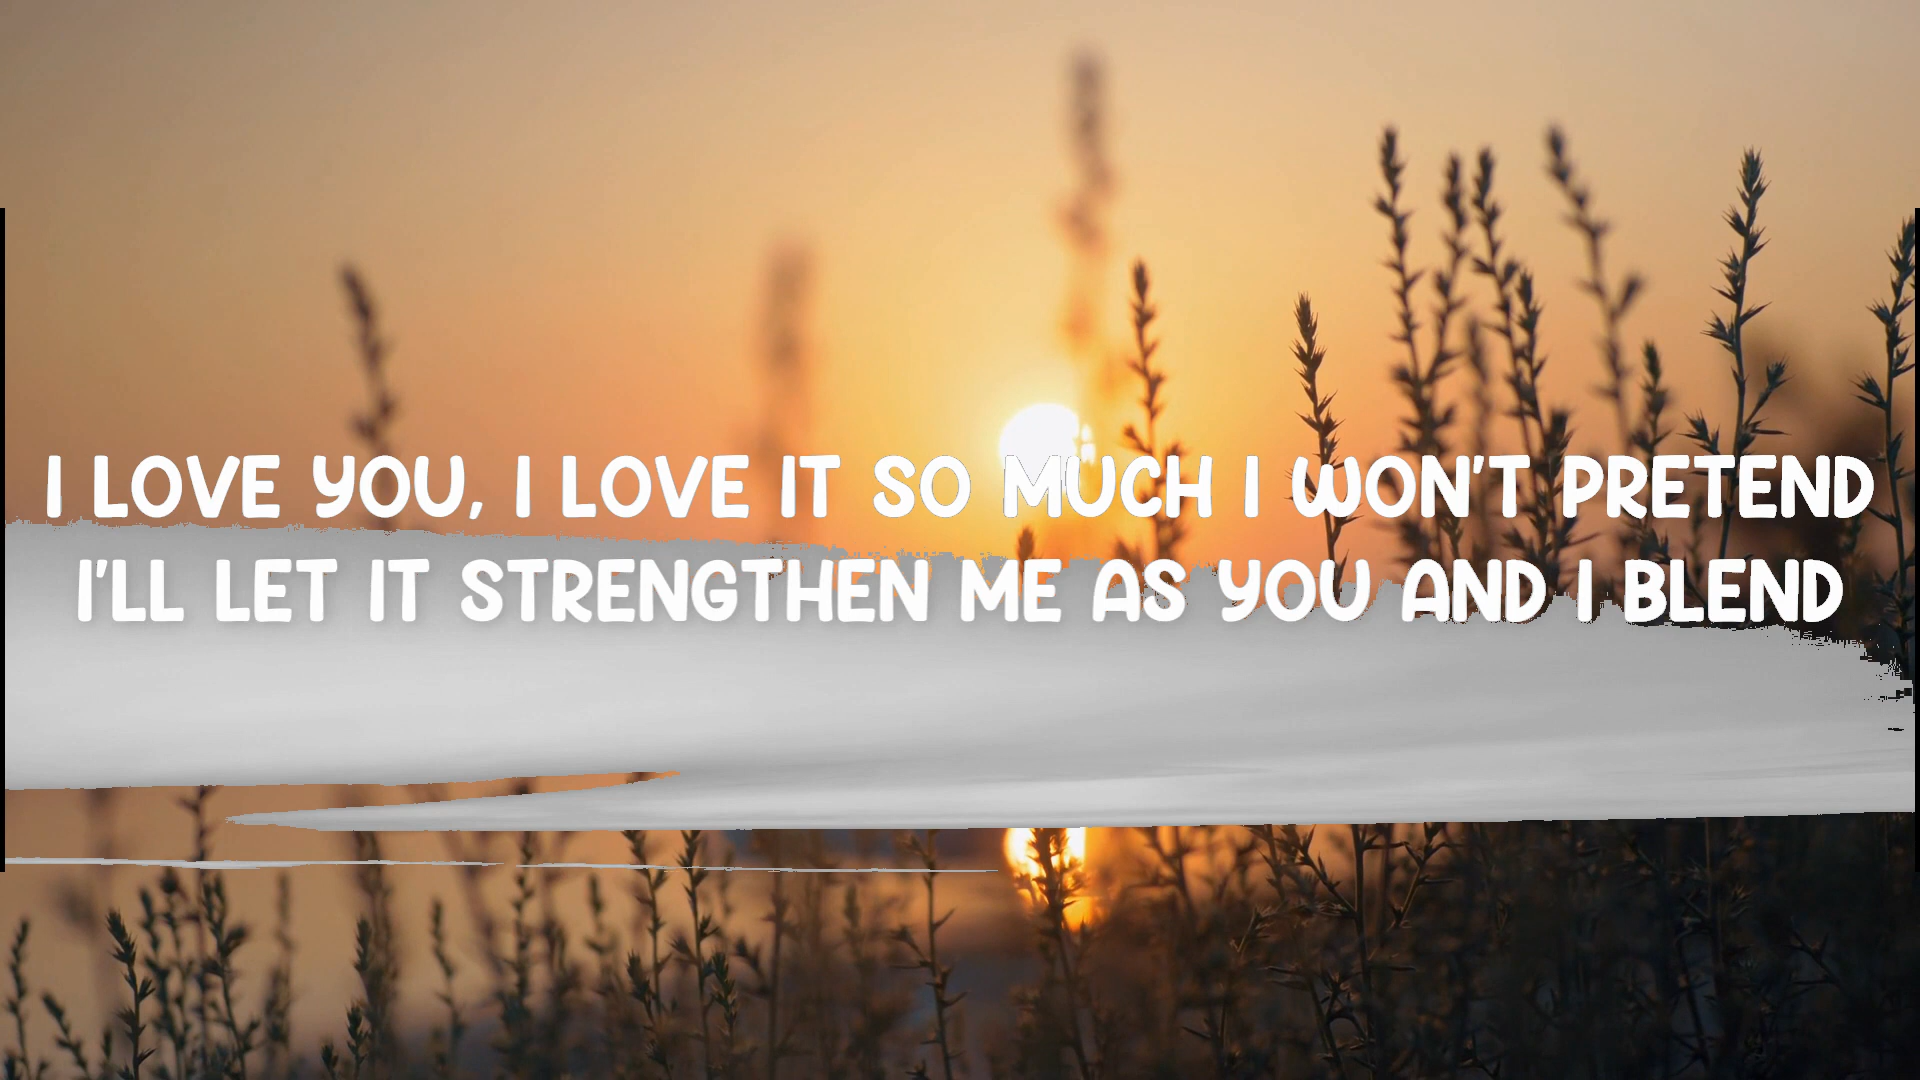 I LOVE YOU, I LOVE IT SO MUCH I WON'T PRETEND
I'LL LET IT STRENGTHEN ME AS YOU AND I BLEND